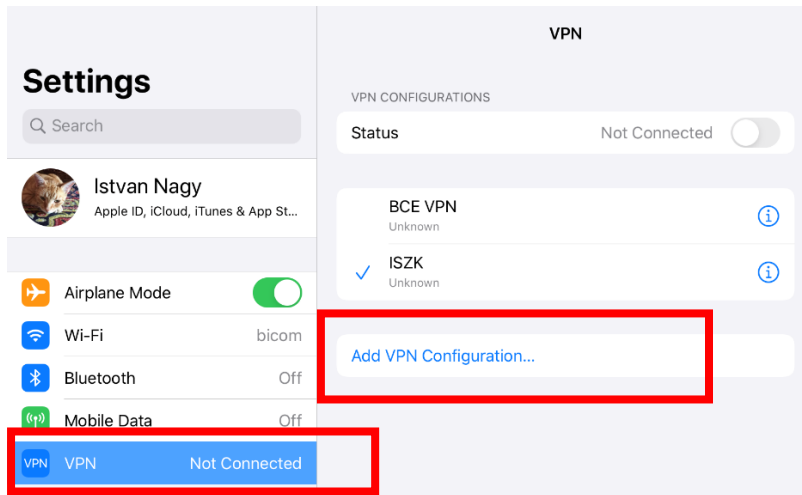 Settings
Search
Istvan Nagy
Apple ID, iCloud, iTunes & App St...
Airplane Mode
Wi-Fi bicom
Bluetooth Off
Mobile Data Off
VPN VPN Not Connected
VPN
VPN CONFIGURATIONS
Status Not Connected
BCE VPN
Unknown
ISZK
Unknown
Add VPN Configuration...